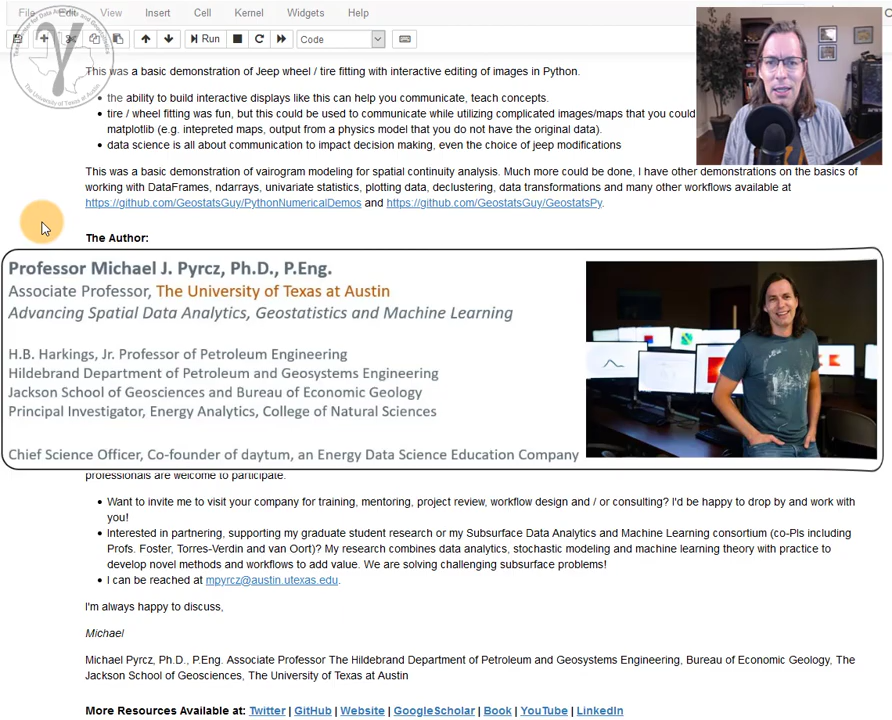 File Edit View Insert Cell Kernel Widgets Help
Run Code
Texas Center for Data Analytics and Geostatistics
The University of Texas at Austin
This was a basic demonstration of Jeep wheel / tire fitting with interactive editing of images in Python.
the ability to build interactive displays like this can help you communicate, teach concepts.
tire / wheel fitting was fun, but this could be used to communicate while utilizing complicated images/maps that you could
matplotlib (e.g. intepreted maps, output from a physics model that you do not have the original data).
data science is all about communication to impact decision making, even the choice of jeep modifications
This was a basic demonstration of vairogram modeling for spatial continuity analysis. Much more could be done, I have other demonstrations on the basics of
working with DataFrames, ndarrays, univariate statistics, plotting data, declustering, data transformations and many other workflows available at
https://github.com/GeostatsGuy/PythonNumericalDemos and https://github.com/GeostatsGuy/GeostatsPy.
The Author:
Professor Michael J. Pyrcz, Ph.D., P.Eng.
Associate Professor, The University of Texas at Austin
Advancing Spatial Data Analytics, Geostatistics and Machine Learning
H.B. Harkings, Jr. Professor of Petroleum Engineering
Hildebrand Department of Petroleum and Geosystems Engineering
Jackson School of Geosciences and Bureau of Economic Geology
Principal Investigator, Energy Analytics, College of Natural Sciences
Chief Science Officer, Co-founder of daytum, an Energy Data Science Education Company
professionals are welcome to participate.
Want to invite me to visit your company for training, mentoring, project review, workflow design and / or consulting? I'd be happy to drop by and work with
you!
Interested in partnering, supporting my graduate student research or my Subsurface Data Analytics and Machine Learning consortium (co-PIs including
Profs. Foster, Torres-Verdin and van Oort)? My research combines data analytics, stochastic modeling and machine learning theory with practice to
develop novel methods and workflows to add value. We are solving challenging subsurface problems!
I can be reached at mpyrcz@austin.utexas.edu.
I'm always happy to discuss,
Michael
Michael Pyrcz, Ph.D., P.Eng. Associate Professor The Hildebrand Department of Petroleum and Geosystems Engineering, Bureau of Economic Geology, The
Jackson School of Geosciences, The University of Texas at Austin
More Resources Available at: Twitter | GitHub | Website | GoogleScholar | Book | YouTube | LinkedIn